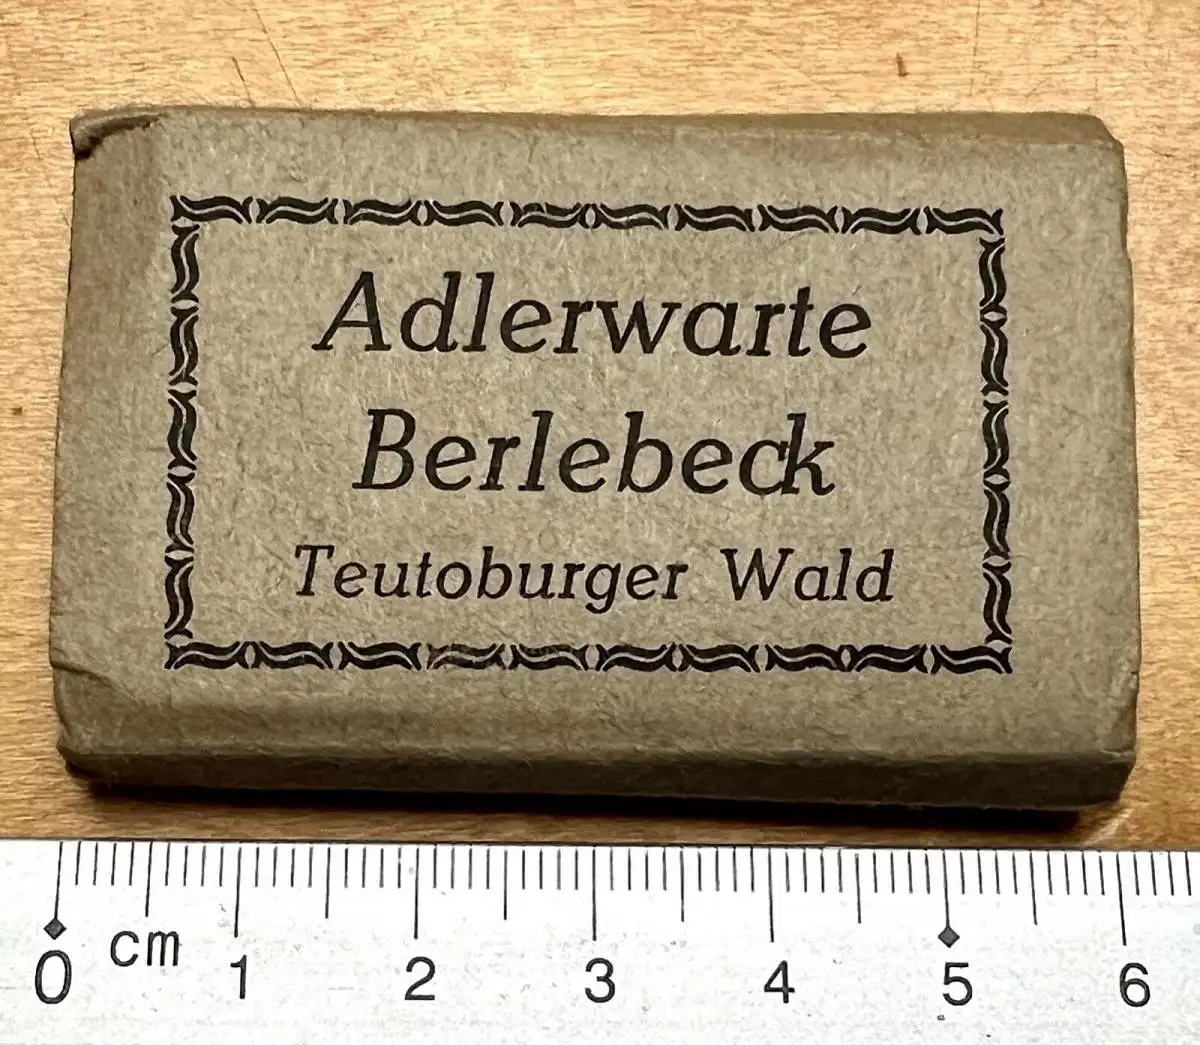 Adlerwarte
Berlebeck
Teutoburger Wald
cm
0 1 2 3 4 5 6